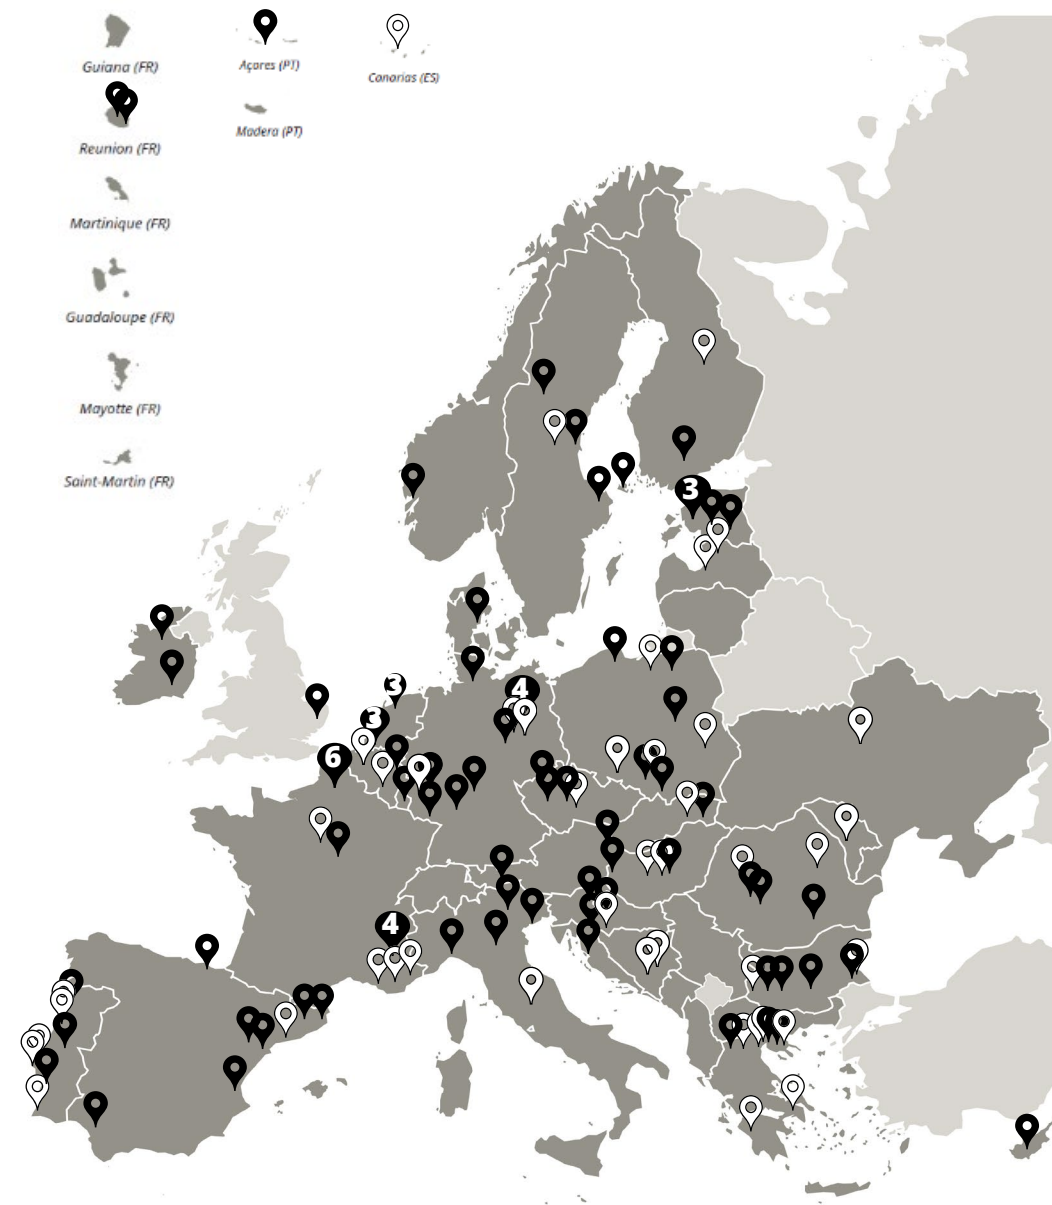 Guiana (FR)
Açores (PT)
Canarias (ES)
Madera (PT)
Reunion (FR)
Martinique (FR)
Guadaloupe (FR)
Mayotte (FR)
Saint-Martin (FR)
3
3
4
3
6
4